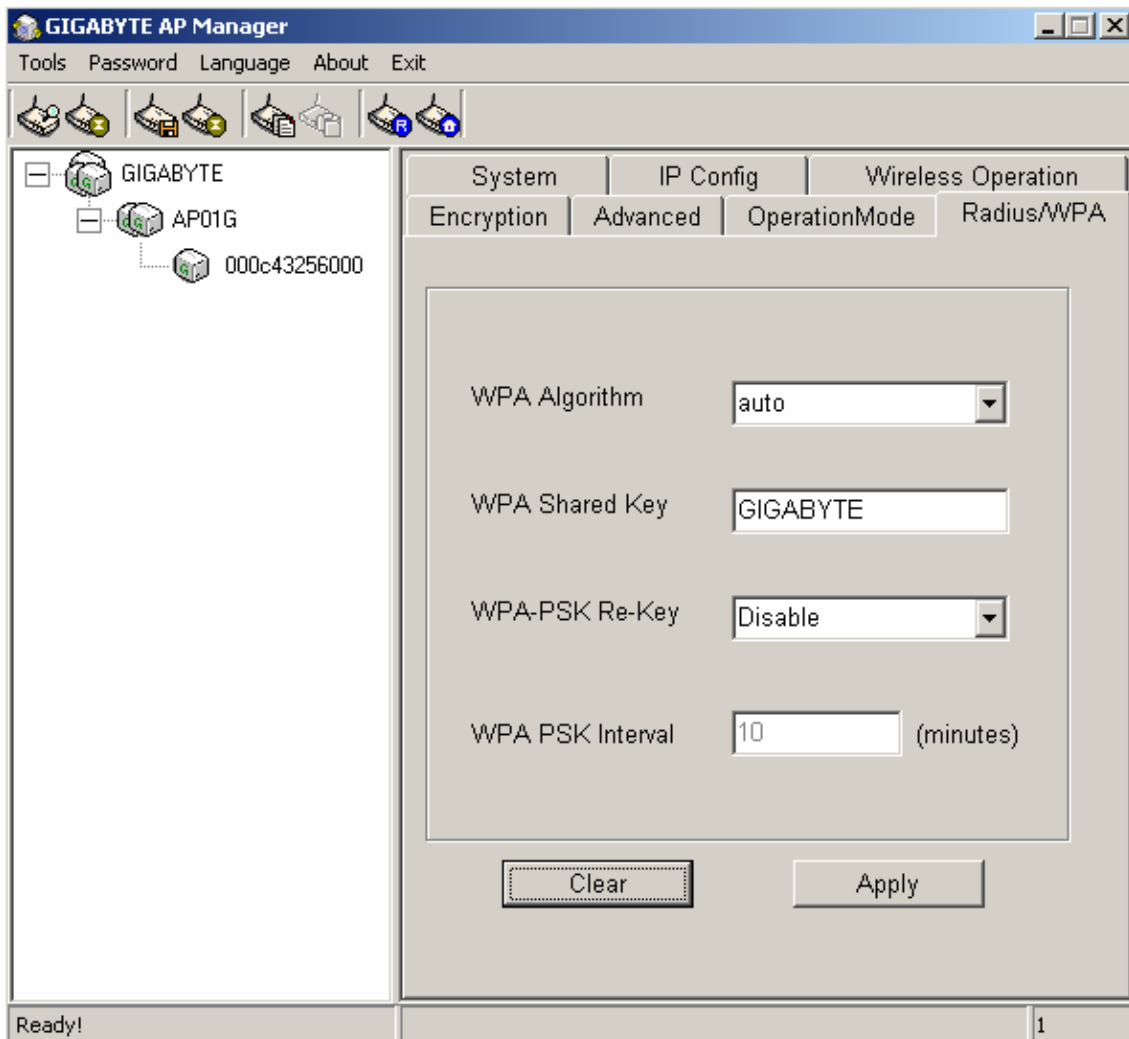 GIGABYTE AP Manager
Tools Password Language About Exit
GIGABYTE
AP01G
000c43256000
System IP Config Wireless Operation
Encryption Advanced OperationMode Radius/WPA
WPA Algorithm auto
WPA Shared Key GIGABYTE
WPA-PSK Re-Key Disable
WPA PSK Interval 10 (minutes)
Clear Apply
Ready! 1